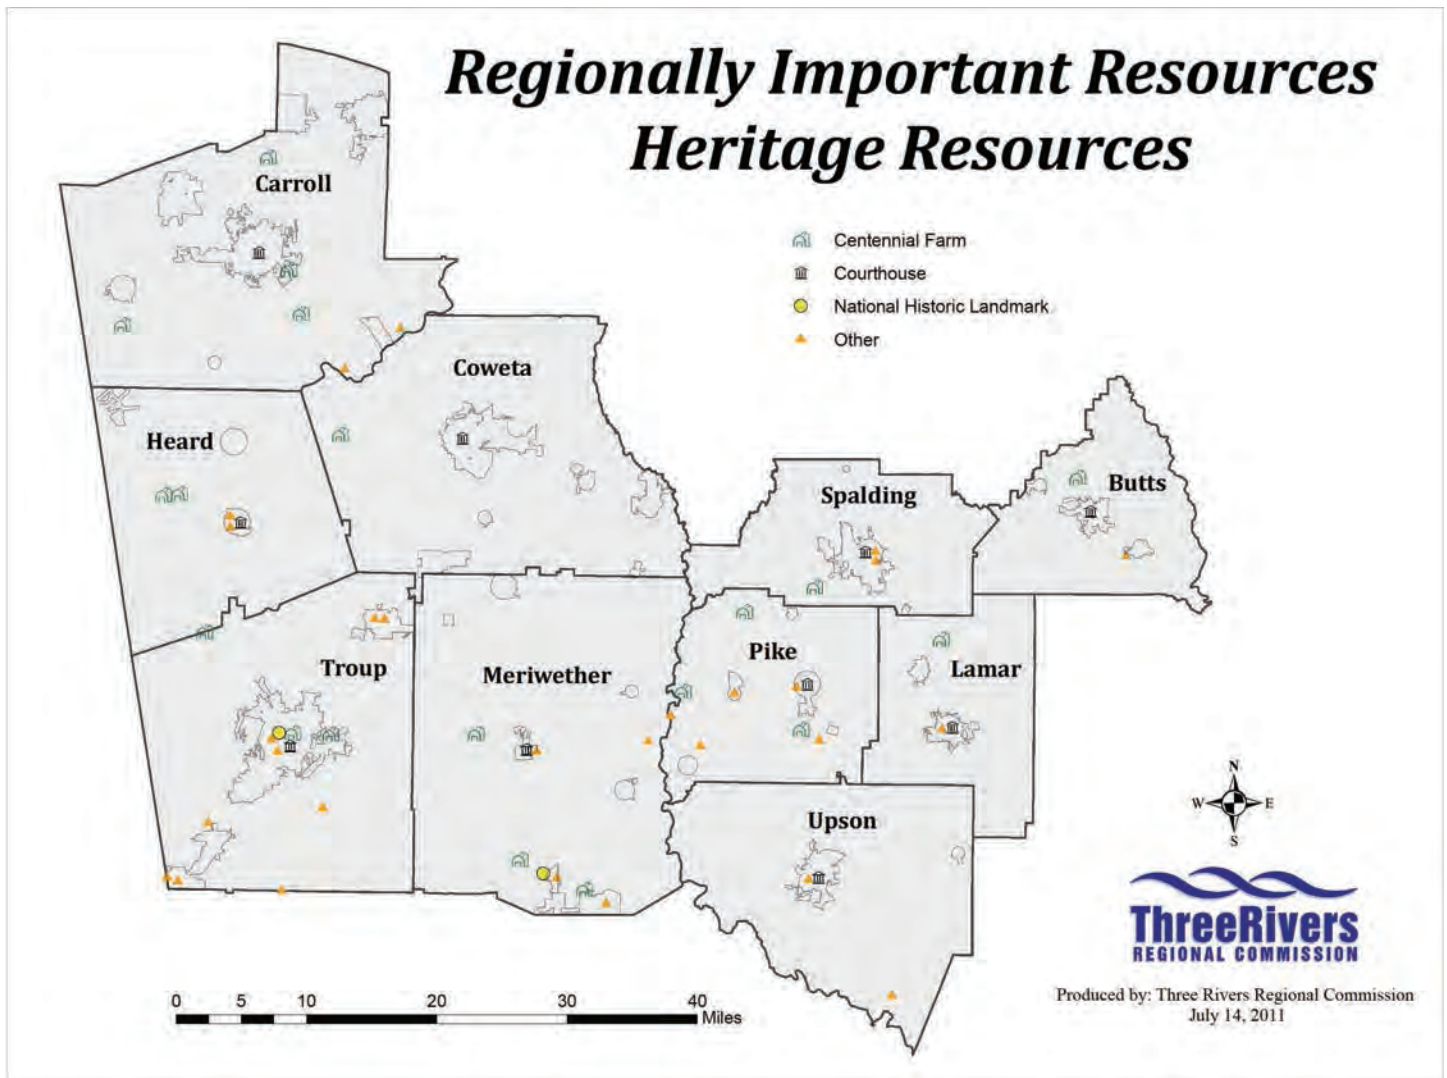 Regionally Important Resources
Heritage Resources
Centennial Farm
Courthouse
National Historic Landmark
Other
Carroll
Coweta
Heard
Butts
Spalding
Pike
Troup
Meriwether
Lamar
Upson
N
W E
S
ThreeRivers
REGIONAL COMMISSION
Produced by: Three Rivers Regional Commission
July 14, 2011
0 5 10 20 30 40
Miles